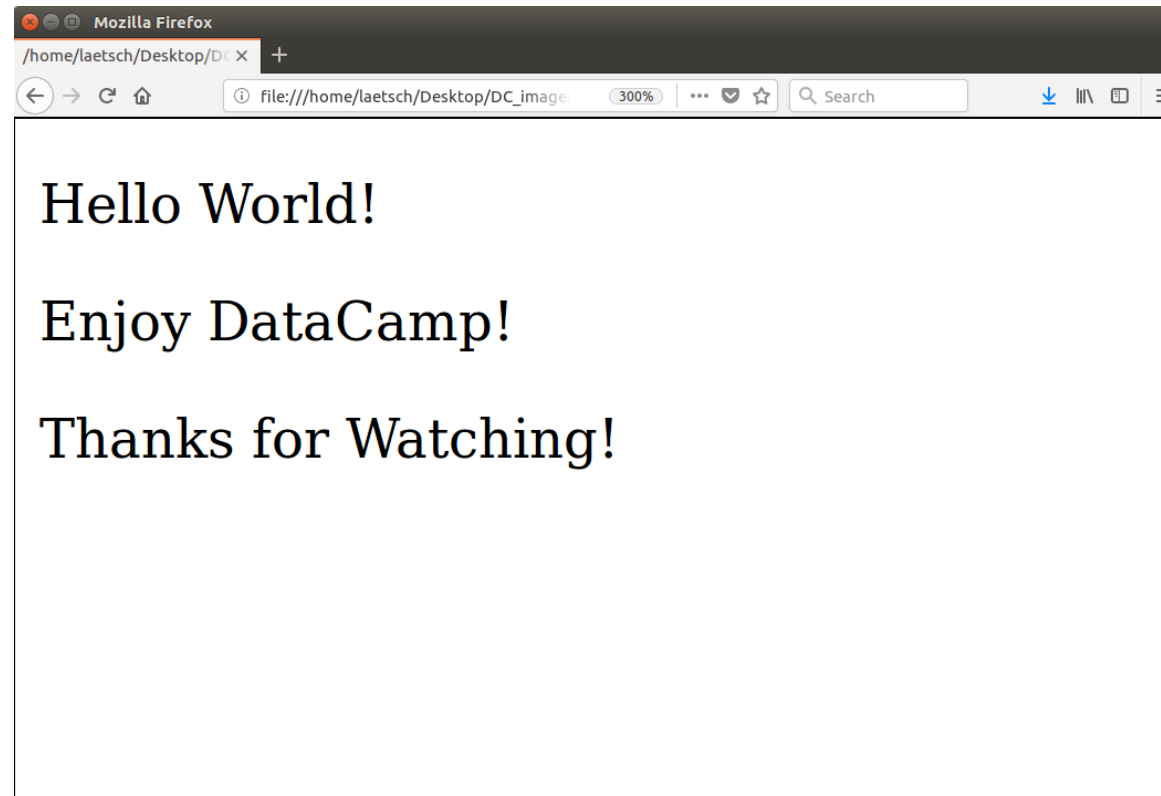 Mozilla Firefox
/home/laetsch/Desktop/DC
file:///home/laetsch/Desktop/DC_image
300%
Search
Hello World!
Enjoy DataCamp!
Thanks for Watching!